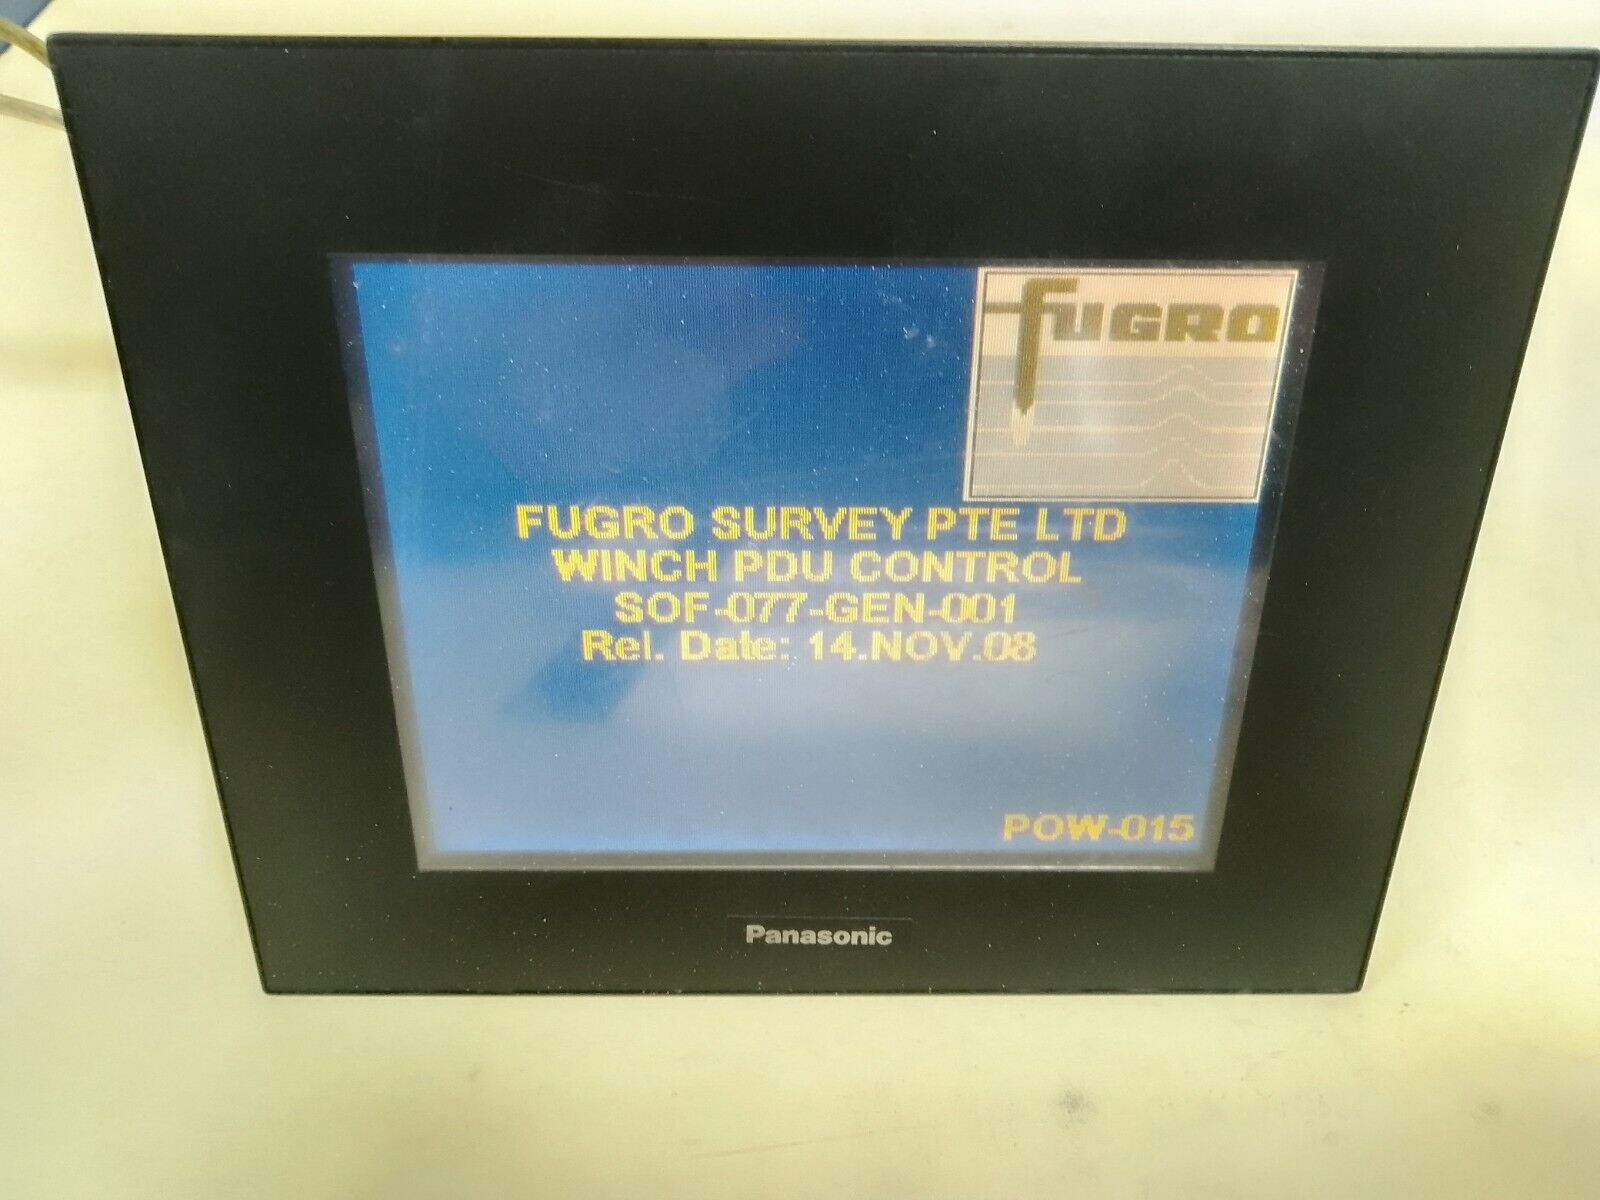 fUGRO
FUGRO SURVEY PTE LTD
WINCH PDU CONTROL
SOF-077-GEN-001
Rel. Date: 14.NOV.08
POW-015
Panasonic